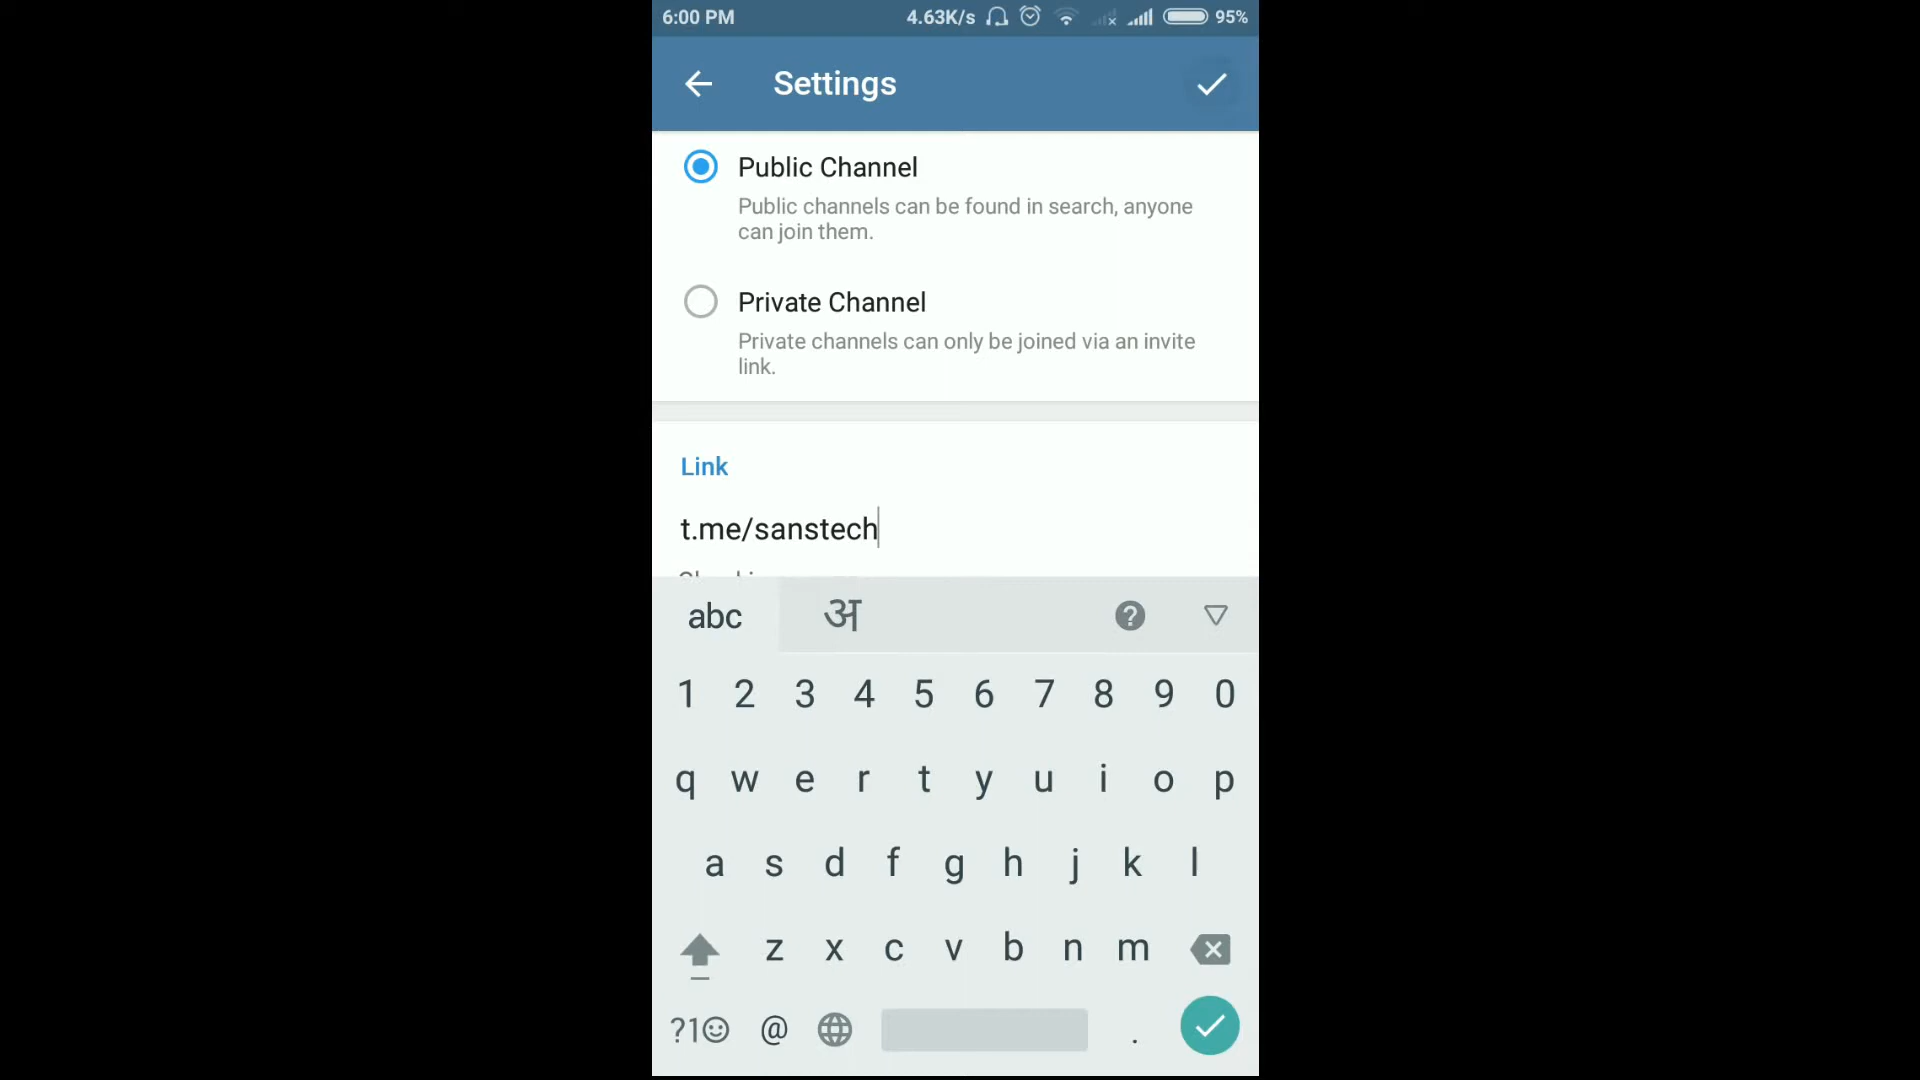 6:00 PM 4.63K/s 95%
Settings
Public Channel
Public channels can be found in search, anyone
can join them.
Private Channel
Private channels can only be joined via an invite
link.
Link
t.me/sanstech
abc अ ?
1 2 3 4 5 6 7 8 9 0
q w e r t y u i o p
a s d f g h j k l
z x c v b n m
?1☺ @ .